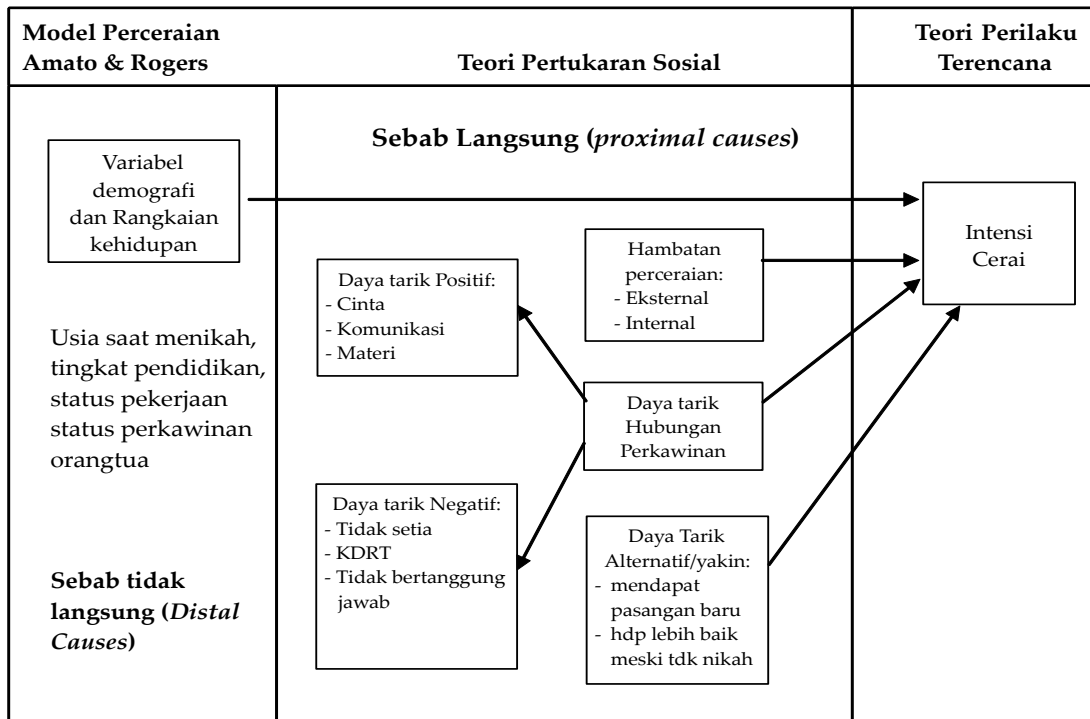 Model Perceraian
Amato & Rogers
Teori Pertukaran Sosial
Teori Perilaku
Terencana
Variabel
demografi
dan Rangkaian
kehidupan
Usia saat menikah,
tingkat pendidikan,
status pekerjaan
status perkawinan
orangtua
Sebab tidak
langsung (Distal
Causes)
Sebab Langsung (proximal causes)
Daya tarik Positif:
- Cinta
- Komunikasi
- Materi
Daya tarik Negatif:
- Tidak setia
- KDRT
- Tidak bertanggung
jawab
Hambatan
perceraian:
- Eksternal
- Internal
Daya tarik
Hubungan
Perkawinan
Daya Tarik
Alternatif/yakin:
- mendapat
pasangan baru
- hdp lebih baik
meski tdk nikah
Intensi
Cerai